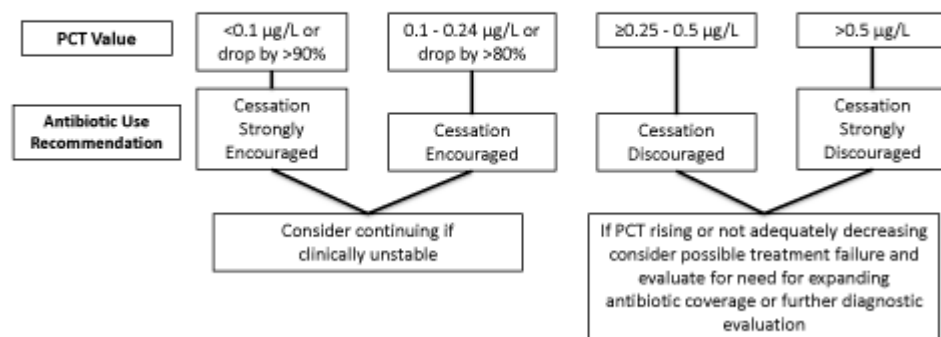 PCT Value
<0.1 µg/L or
drop by >90%
0.1 - 0.24 µg/L or
drop by >80%
≥0.25 - 0.5 µg/L
>0.5 µg/L
Antibiotic Use
Recommendation
Cessation
Strongly
Encouraged
Cessation
Encouraged
Cessation
Discouraged
Cessation
Strongly
Discouraged
Consider continuing if
clinically unstable
If PCT rising or not adequately decreasing
consider possible treatment failure and
evaluate for need for expanding
antibiotic coverage or further diagnostic
evaluation